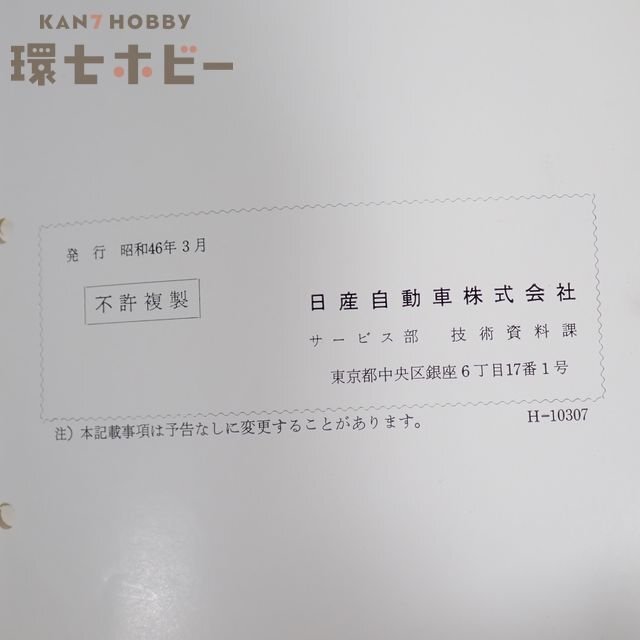 KAN7HOBBY
環七ホビー
発 行 昭和46年3月
不許複製
日産自動車株式会社
サービス部 技術資料課
東京都中央区銀座6丁目17番1号
注) 本記載事項は予告なしに変更することがあります。
H-10307